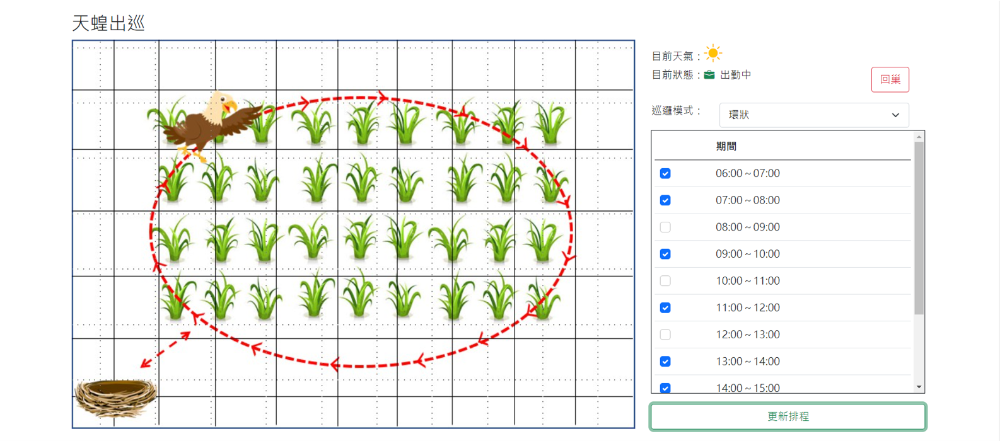 天蝗出巡
目前天氣：
目前狀態： 出勤中
回巢
巡邏模式： 環狀
期間
06:00 ~ 07:00
07:00 ~ 08:00
08:00 ~ 09:00
09:00 ~ 10:00
10:00 ~ 11:00
11:00 ~ 12:00
12:00 ~ 13:00
13:00 ~ 14:00
14:00 ~ 15:00
更新排程